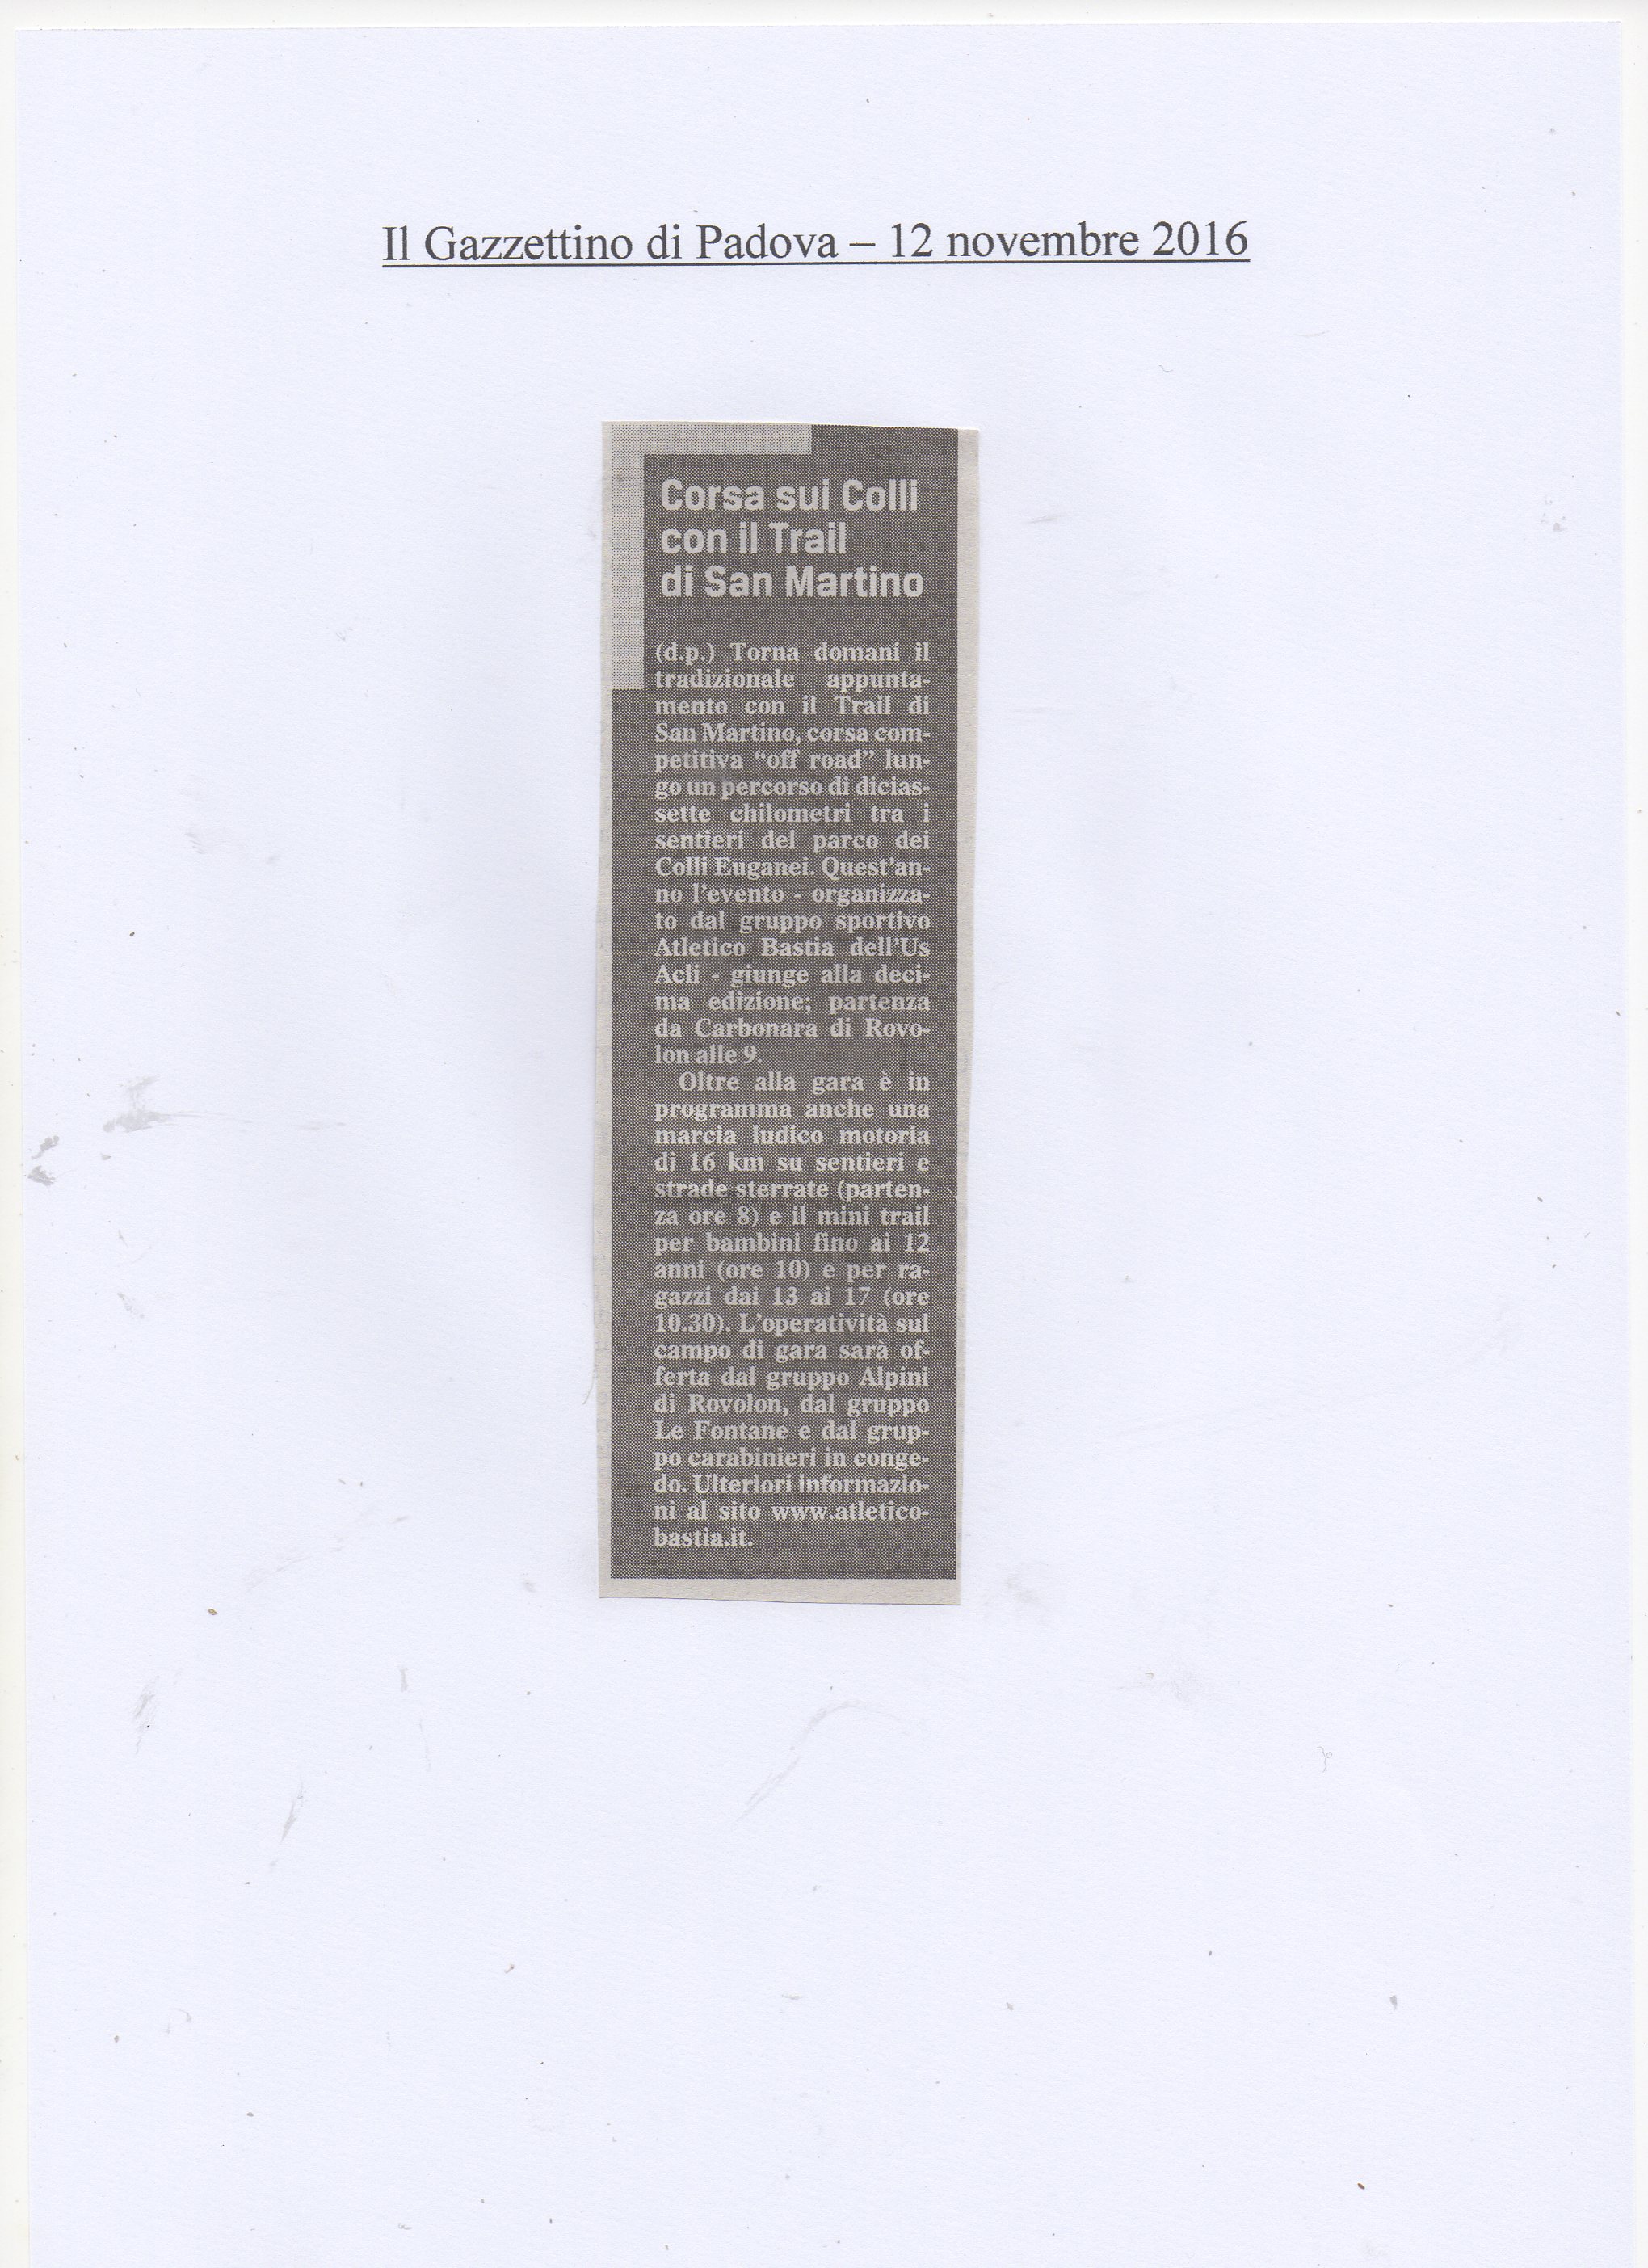 Il Gazzettino di Padova – 12 novembre 2016
Corsa sui Colli
con il Trail
di San Martino
(d.p.) Torna domani il
tradizionale appunta-
mento con il Trail di
San Martino, corsa com-
petitiva “off road” lun-
go un percorso di dicias-
sette chilometri tra i
sentieri del parco dei
Colli Euganei. Quest’an-
no l’evento - organizza-
to dal gruppo sportivo
Atletico Bastia dell’Us
Acli - giunge alla deci-
ma edizione; partenza
da Carbonara di Rovo-
lon alle 9.
Oltre alla gara è in
programma anche una
marcia ludico motoria
di 16 km su sentieri e
strade sterrate (parten-
za ore 8) e il mini trail
per bambini fino ai 12
anni (ore 10) e per ra-
gazzi dai 13 ai 17 (ore
10.30). L’operatività sul
campo di gara sarà of-
ferta dal gruppo Alpini
di Rovolon, dal gruppo
Le Fontane e dal grup-
po carabinieri in conge-
do. Ulteriori informazio-
ni al sito www.atletico-
bastia.it.